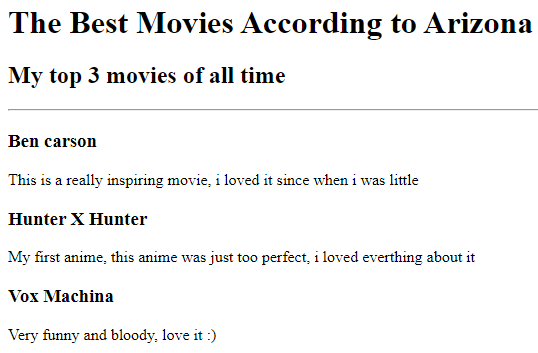 The Best Movies According to Arizona
My top 3 movies of all time
Ben carson
This is a really inspiring movie, i loved it since when i was little
Hunter X Hunter
My first anime, this anime was just too perfect, i loved everthing about it
Vox Machina
Very funny and bloody, love it :)